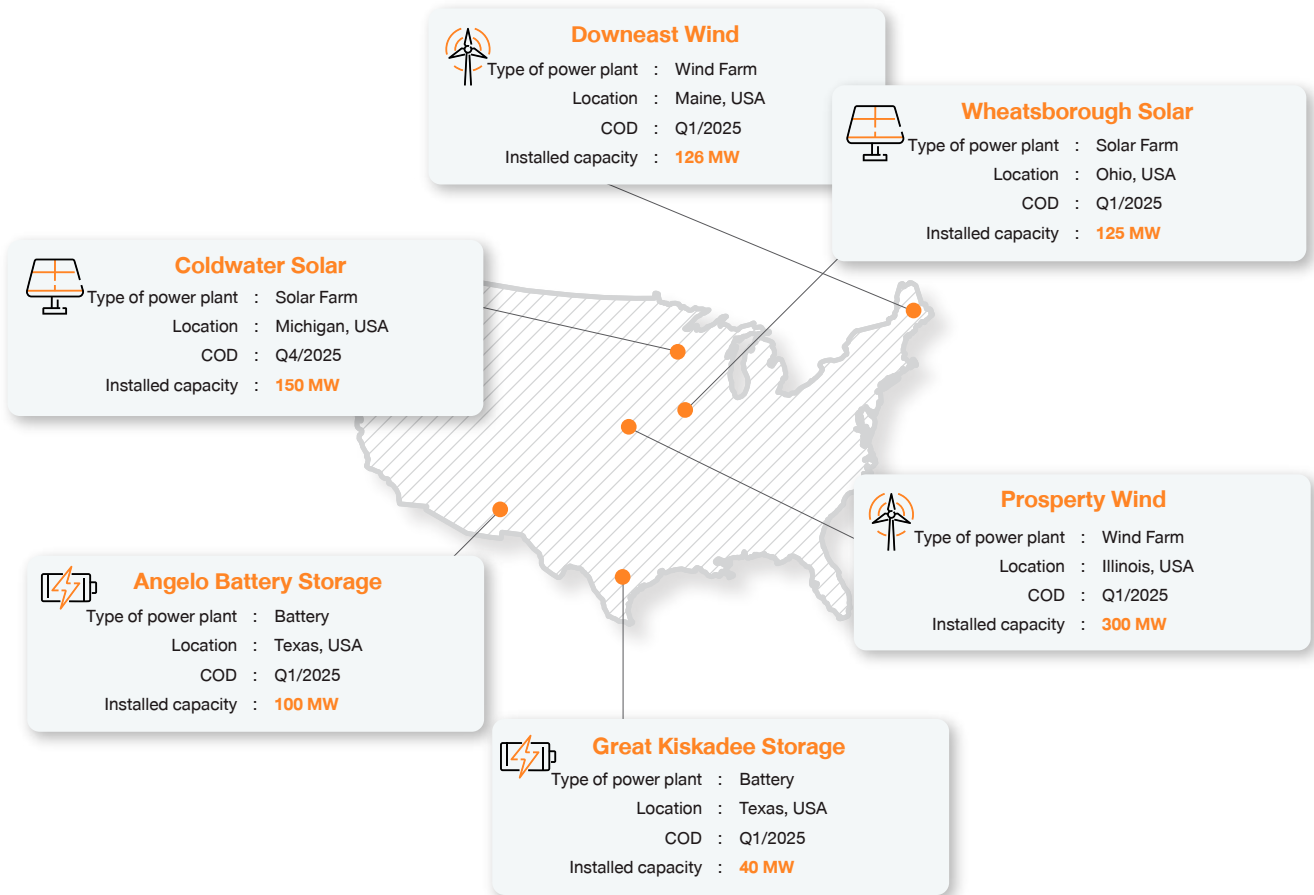 Downeast Wind
Type of power plant : Wind Farm
Location : Maine, USA
COD : Q1/2025
Installed capacity : 126 MW
Wheatsborough Solar
Type of power plant : Solar Farm
Location : Ohio, USA
COD : Q1/2025
Installed capacity : 125 MW
Coldwater Solar
Type of power plant : Solar Farm
Location : Michigan, USA
COD : Q4/2025
Installed capacity : 150 MW
Prosperty Wind
Type of power plant : Wind Farm
Location : Illinois, USA
COD : Q1/2025
Installed capacity : 300 MW
Angelo Battery Storage
Type of power plant : Battery
Location : Texas, USA
COD : Q1/2025
Installed capacity : 100 MW
Great Kiskadee Storage
Type of power plant : Battery
Location : Texas, USA
COD : Q1/2025
Installed capacity : 40 MW